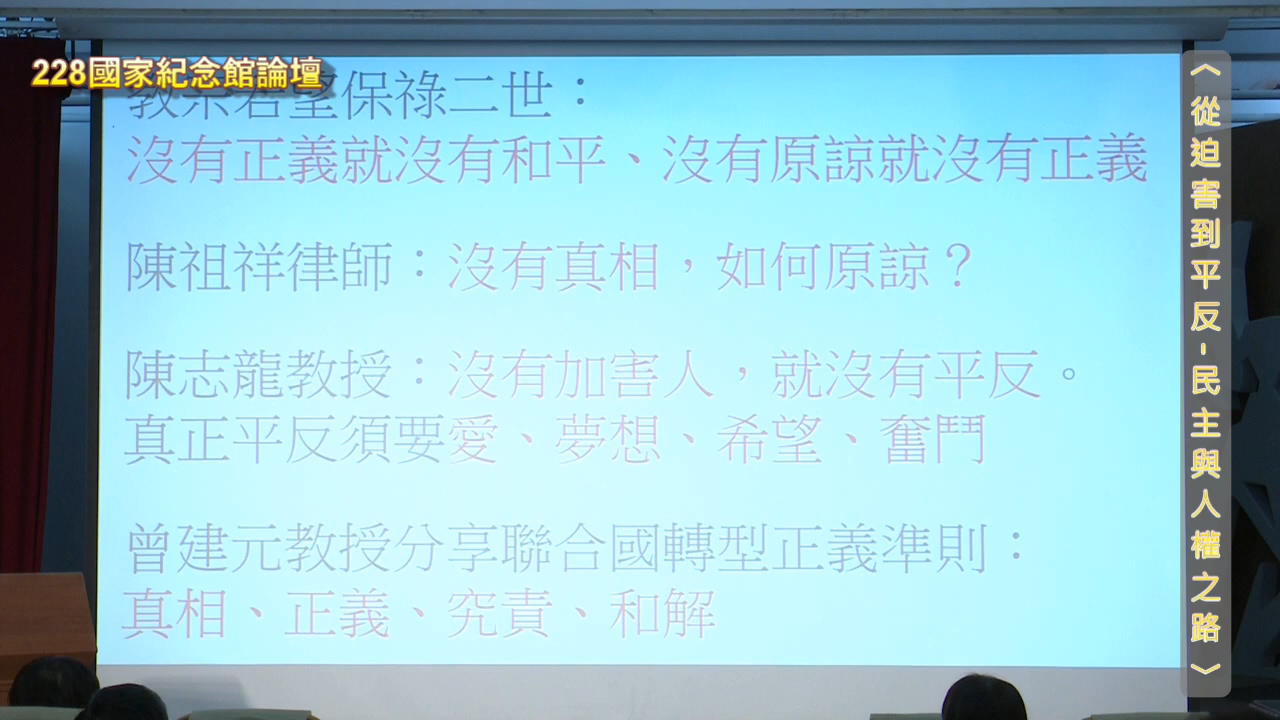 228國家紀念館論壇
教宗若望保祿二世：
沒有正義就沒有和平、沒有原諒就沒有正義
陳祖祥律師：沒有真相，如何原諒？
陳志龍教授：沒有加害人，就沒有平反。
真正平反須要愛、夢想、希望、奮鬥
曾建元教授分享聯合國轉型正義準則：
真相、正義、究責、和解
《從迫害到平反-民主與人權之路》